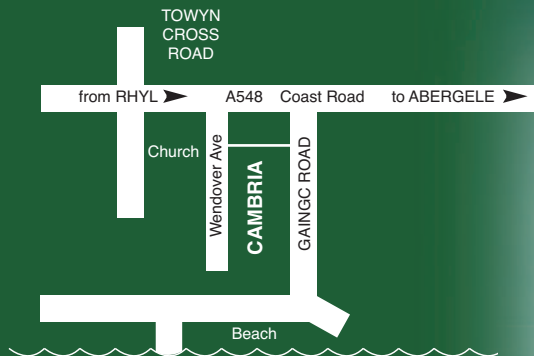 TOWYN
CROSS
ROAD
from RHYL A548 Coast Road to ABERGELE
Church
Wendover Ave
CAMBRIA
GAINGC ROAD
Beach